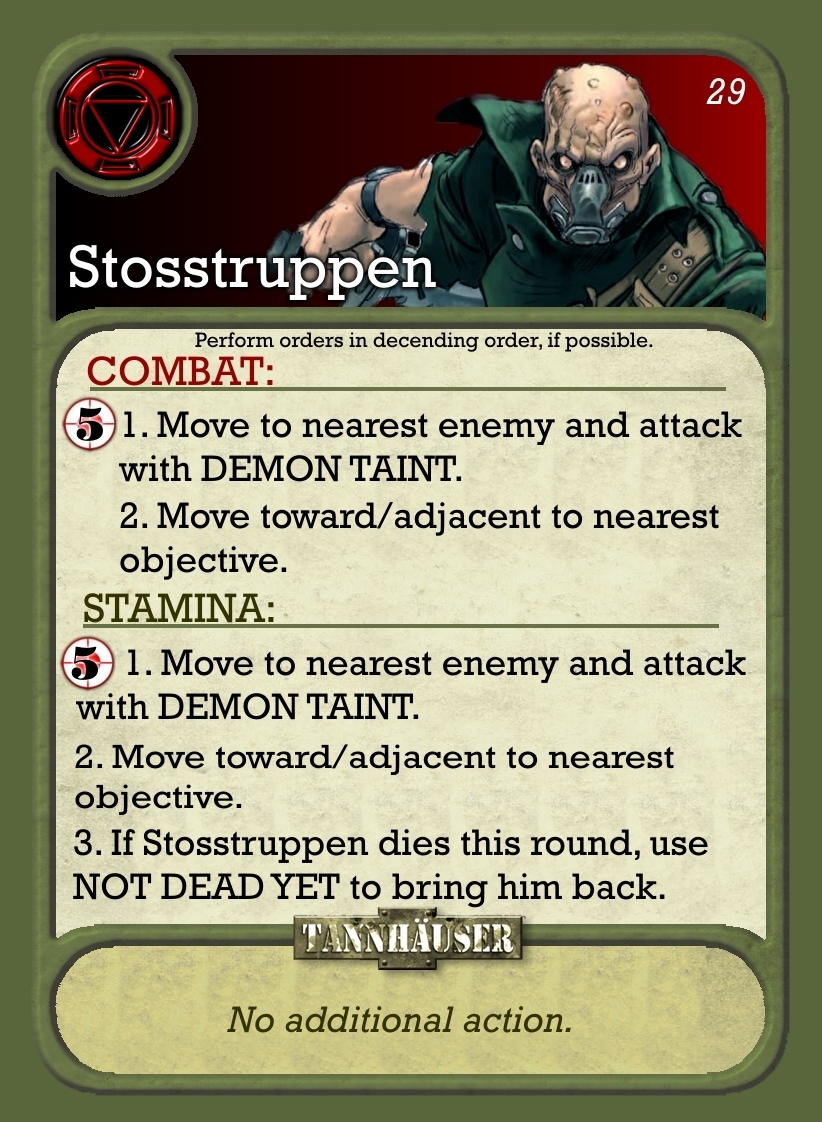 29
Stosstruppen
Perform orders in decending order, if possible.
COMBAT:
5 1. Move to nearest enemy and attack
with DEMON TAINT.
2. Move toward/adjacent to nearest
objective.
STAMINA:
5 1. Move to nearest enemy and attack
with DEMON TAINT.
2. Move toward/adjacent to nearest
objective.
3. If Stosstruppen dies this round, use
NOT DEAD YET to bring him back.
TANNHÄUSER
No additional action.